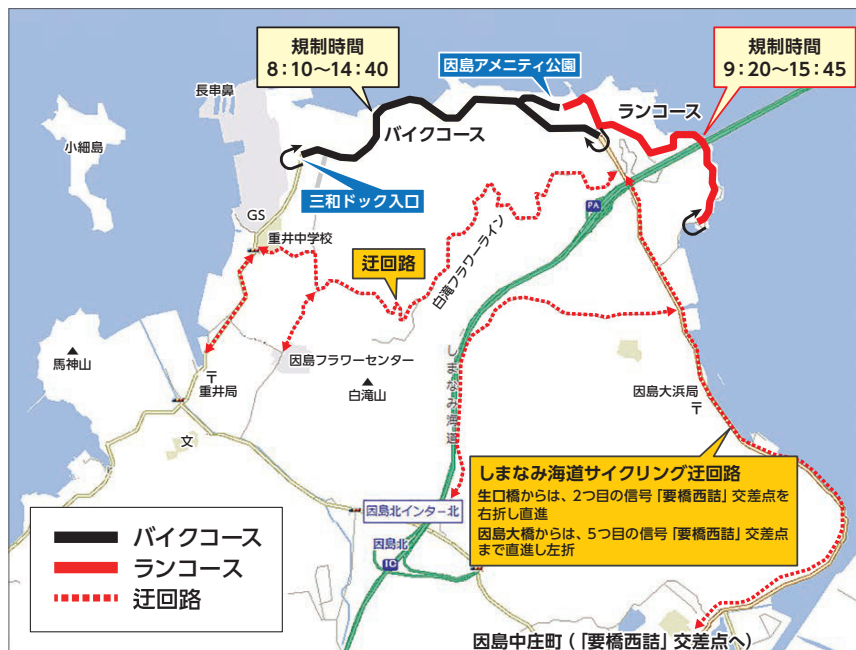 規制時間
8：10～14：40
因島アメニティ公園
規制時間
9：20～15：45
長串鼻
ランコース
バイクコース
小細島
三和ドック入口
PA
GS
重井中学校
迂回路
白滝フラワーライン
馬神山
因島フラワーセンター
しまなみ海道
〒
重井局
白滝山
因島大浜局
〒
文
しまなみ海道サイクリング迂回路
生口橋からは、2つ目の信号「要橋西詰」交差点を
右折し直進
因島大橋からは、5つ目の信号「要橋西詰」交差点
まで直進し左折
因島北インター北
因島北
IC
バイクコース
ランコース
迂回路
因島中庄町（「要橋西詰」交差点へ）